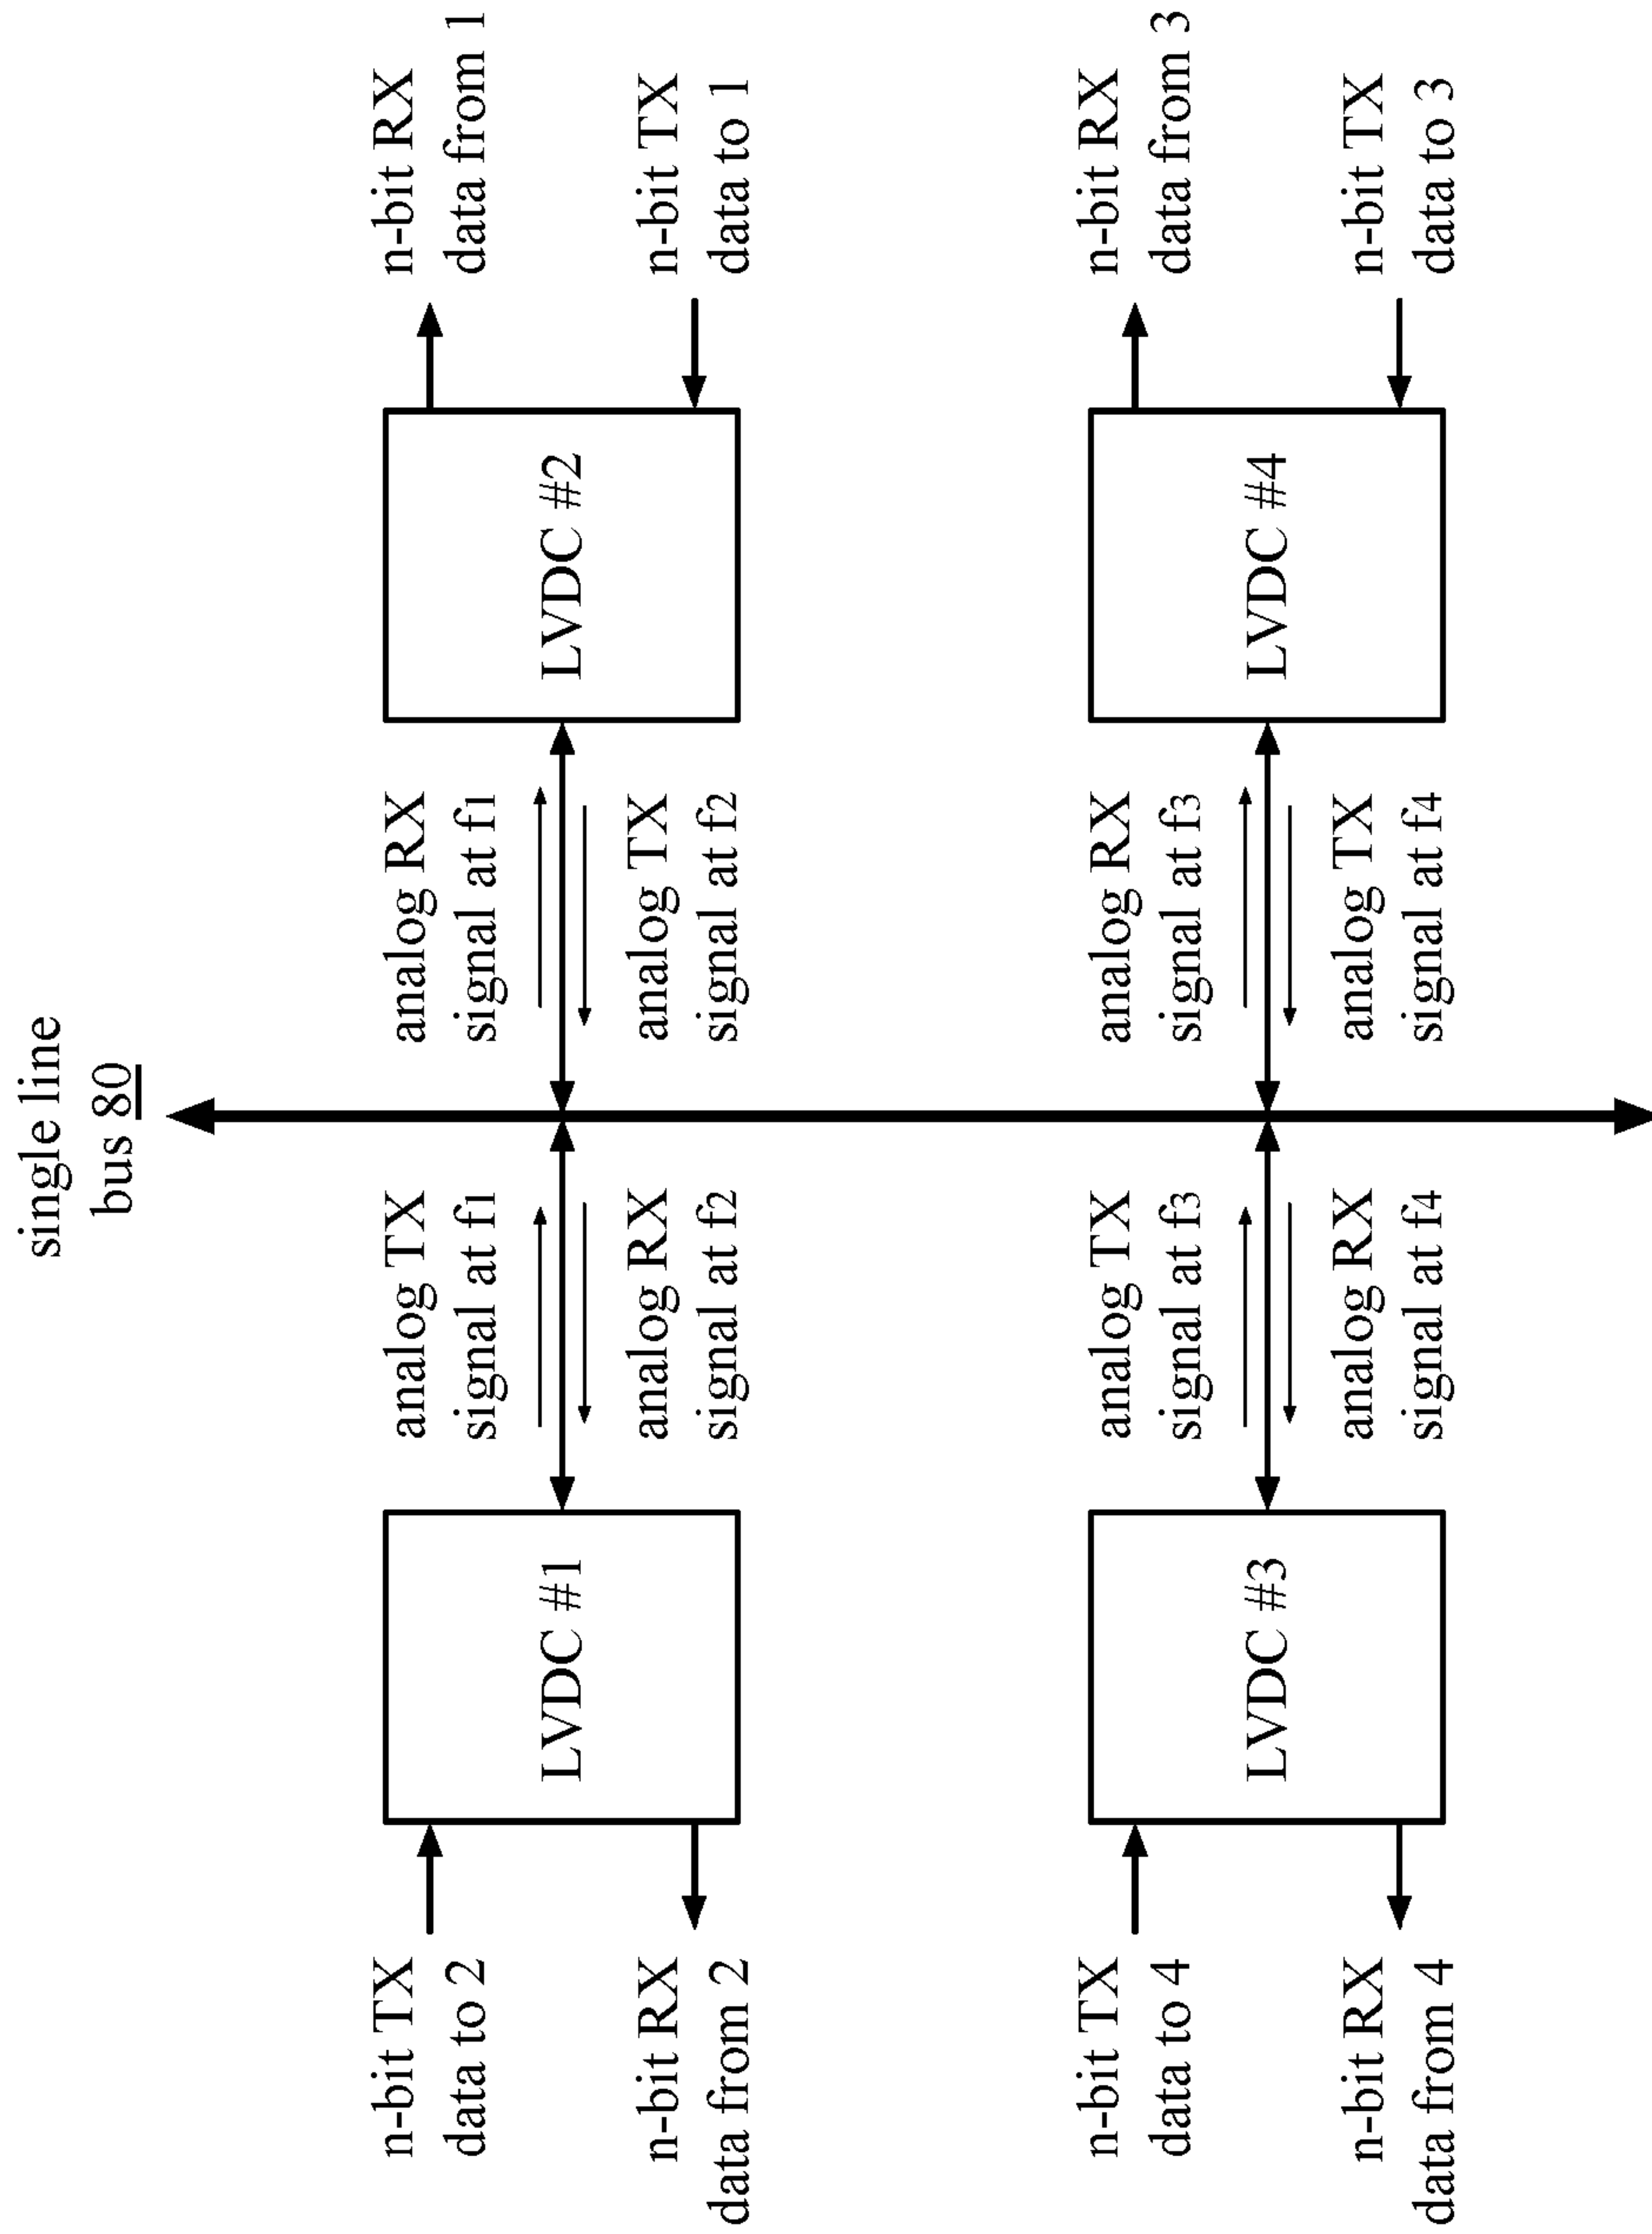 single line
bus 80
n-bit TX
data to 2
n-bit RX
data from 2
LVDC #1
analog TX
signal at f1
analog RX
signal at f2
analog RX
signal at f1
analog TX
signal at f2
LVDC #2
n-bit RX
data from 1
n-bit TX
data to 1
n-bit TX
data to 4
n-bit RX
data from 4
LVDC #3
analog TX
signal at f3
analog RX
signal at f4
analog RX
signal at f3
analog TX
signal at f4
LVDC #4
n-bit RX
data from 3
n-bit TX
data to 3